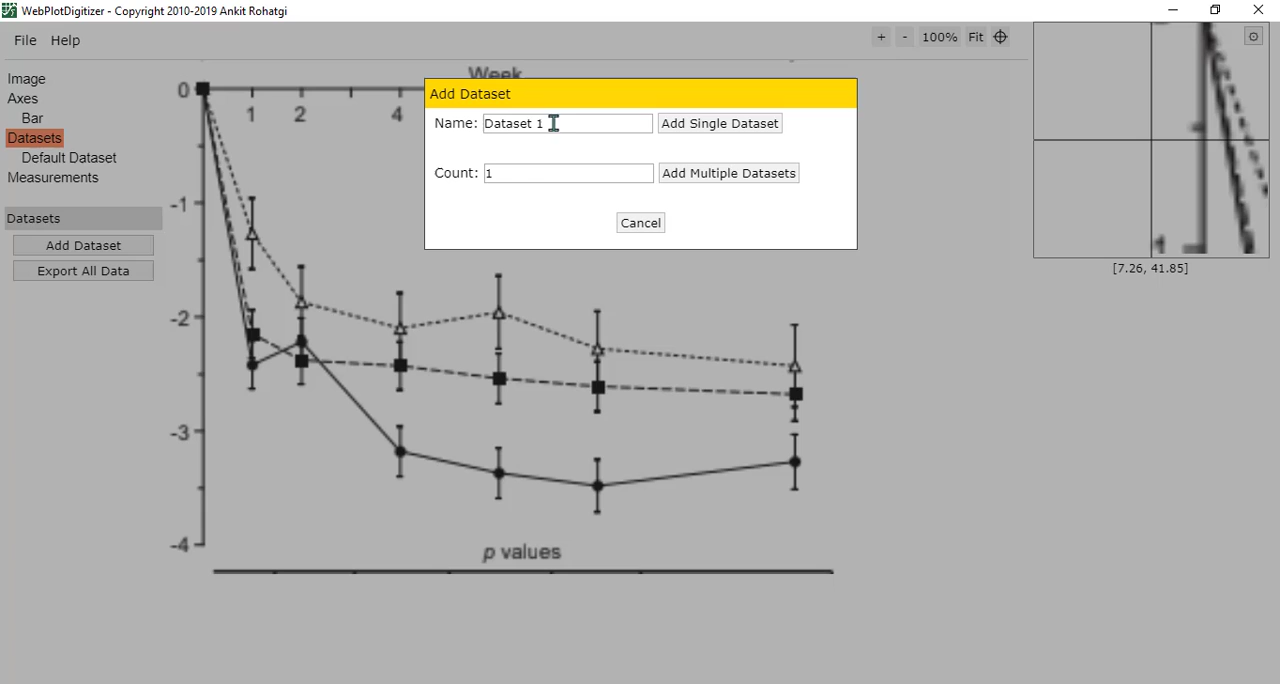 WebPlotDigitizer - Copyright 2010-2019 Ankit Rohatgi
File Help
+ - 100% Fit
Image
Axes
Bar
Datasets
Default Dataset
Measurements
Datasets
Add Dataset
Export All Data
Week
0
1 2 4
-1
-2
-3
-4
p values
Add Dataset
Name: Dataset 1 Add Single Dataset
Count: 1 Add Multiple Datasets
Cancel
[7.26, 41.85]